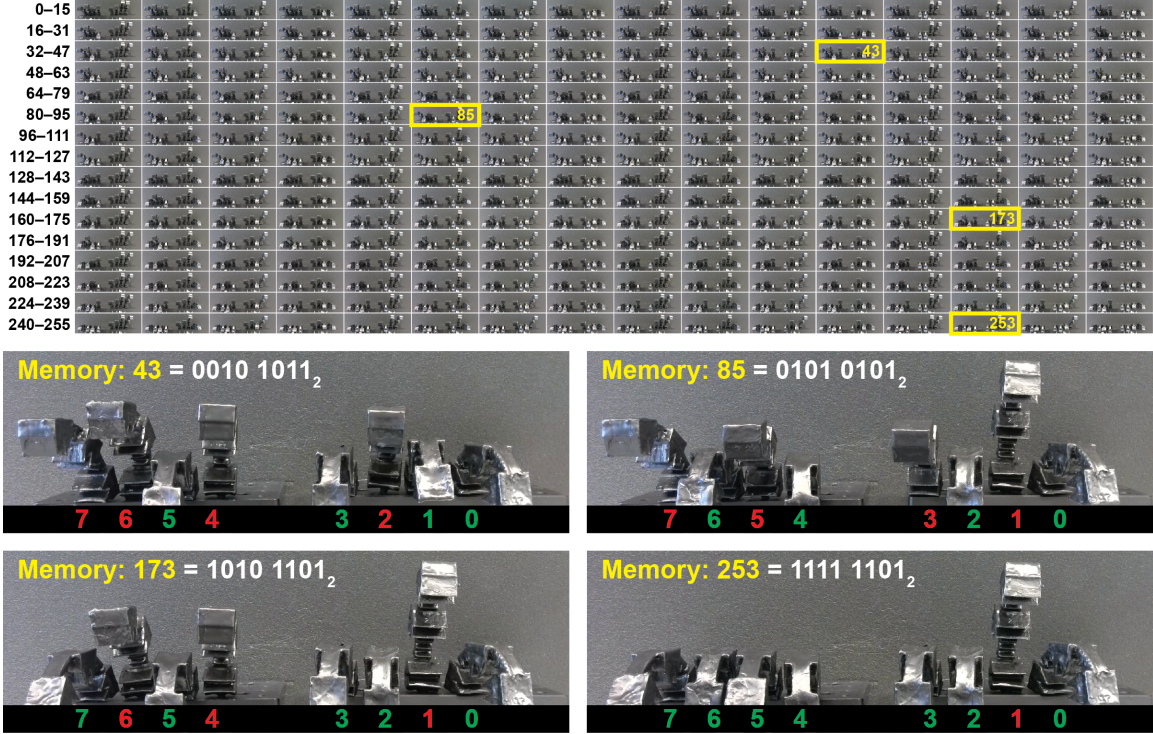 0–15
16–31
32–47 43
48–63
64–79
80–95 85
96–111
112–127
128–143
144–159
160–175 173
176–191
192–207
208–223
224–239
240–255 253
Memory: 43 = 0010 1011₂
7 6 5 4 3 2 1 0
Memory: 85 = 0101 0101₂
7 6 5 4 3 2 1 0
Memory: 173 = 1010 1101₂
7 6 5 4 3 2 1 0
Memory: 253 = 1111 1101₂
7 6 5 4 3 2 1 0